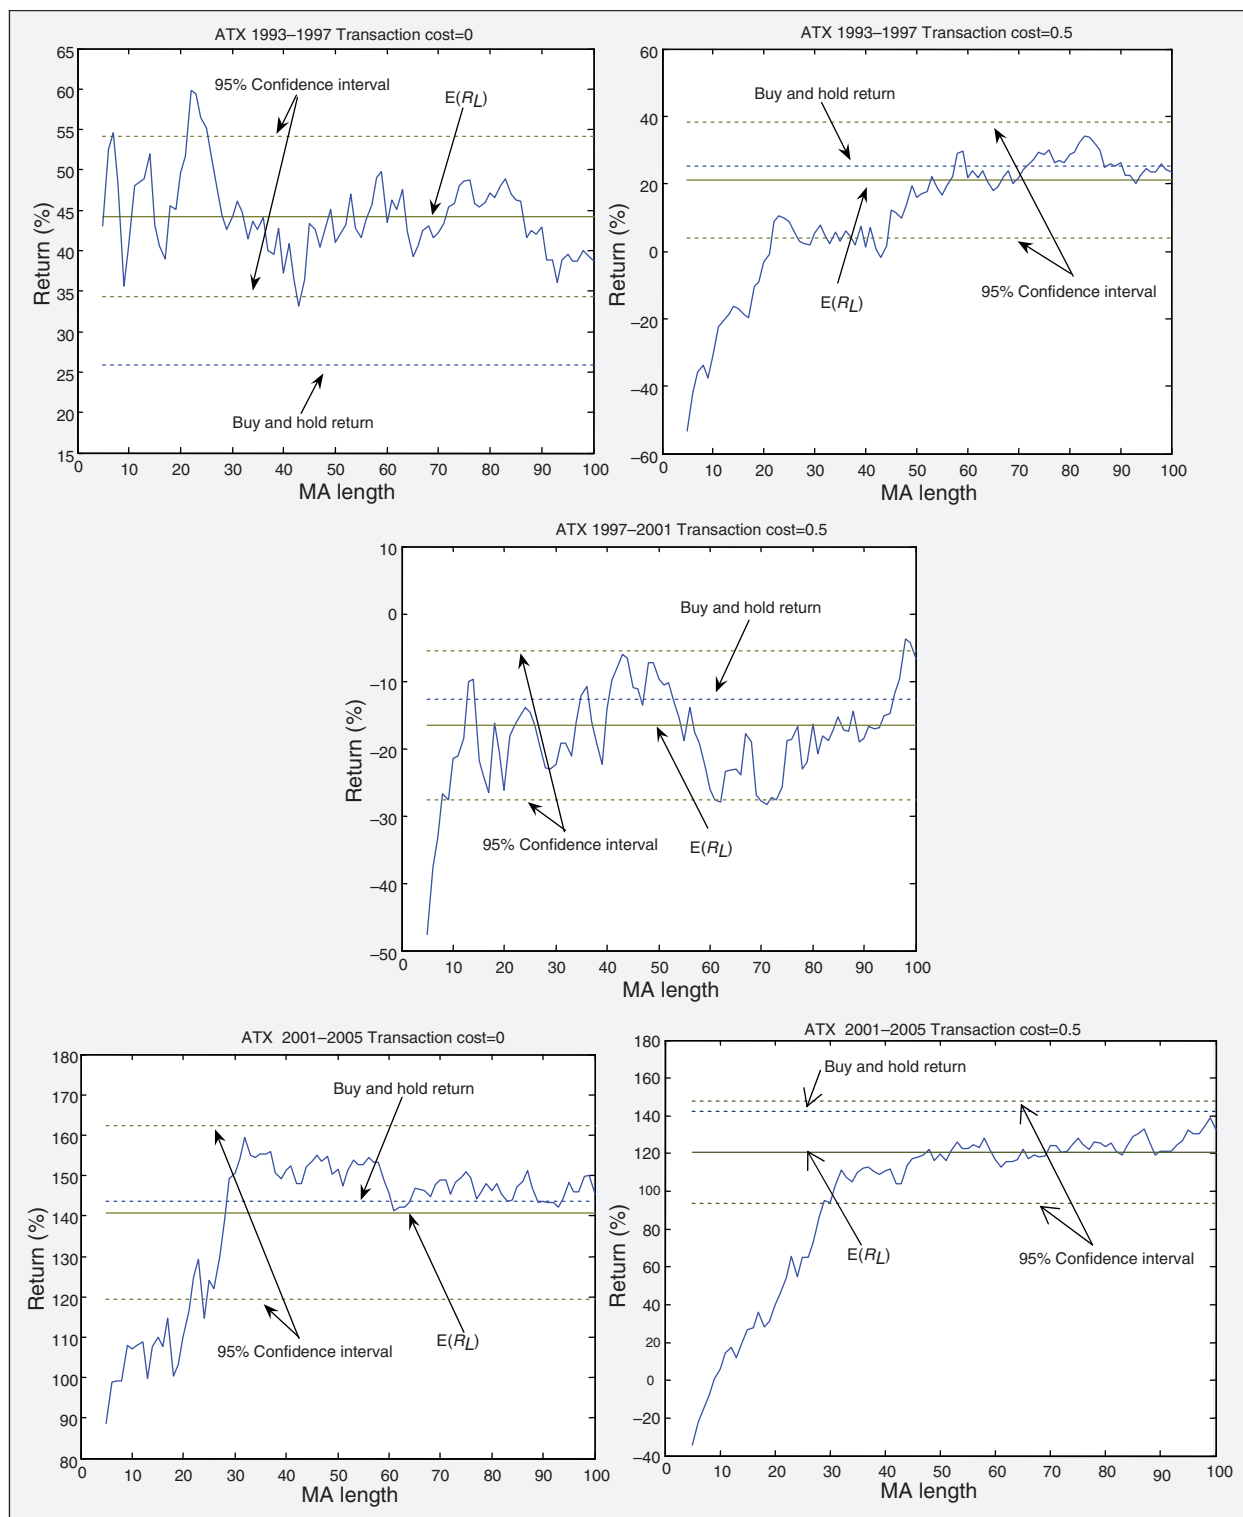 ATX 1993–1997 Transaction cost=0
65
60
55
50
45
40
35
30
25
20
15
Return (%)
95% Confidence interval
E(RL)
Buy and hold return
0 10 20 30 40 50 60 70 80 90 100
MA length
ATX 1993–1997 Transaction cost=0.5
60
40
20
0
–20
–40
–60
Return (%)
Buy and hold return
E(RL)
95% Confidence interval
0 10 20 30 40 50 60 70 80 90 100
MA length
ATX 1997–2001 Transaction cost=0.5
10
0
–10
–20
–30
–40
–50
Return (%)
Buy and hold return
95% Confidence interval
E(RL)
0 10 20 30 40 50 60 70 80 90 100
MA length
ATX 2001–2005 Transaction cost=0
180
170
160
150
140
130
120
110
100
90
80
Return (%)
Buy and hold return
E(RL)
95% Confidence interval
0 10 20 30 40 50 60 70 80 90 100
MA length
ATX 2001–2005 Transaction cost=0.5
180
160
140
120
100
80
60
40
20
0
–20
–40
Return (%)
Buy and hold return
E(RL)
95% Confidence interval
0 10 20 30 40 50 60 70 80 90 100
MA length